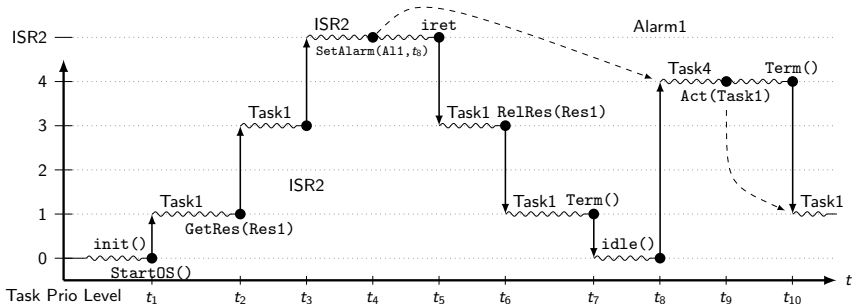 ISR2 iret Alarm1
ISR2 SetAlarm(Al1,t8)
4 Task4 Term()
Act(Task1)
Task1 Task1 RelRes(Res1)
3
2 ISR2
Task1 Task1 Term() Task1
1 GetRes(Res1)
init() idle()
0 StartOS()
t
Task Prio Level t1 t2 t3 t4 t5 t6 t7 t8 t9 t10